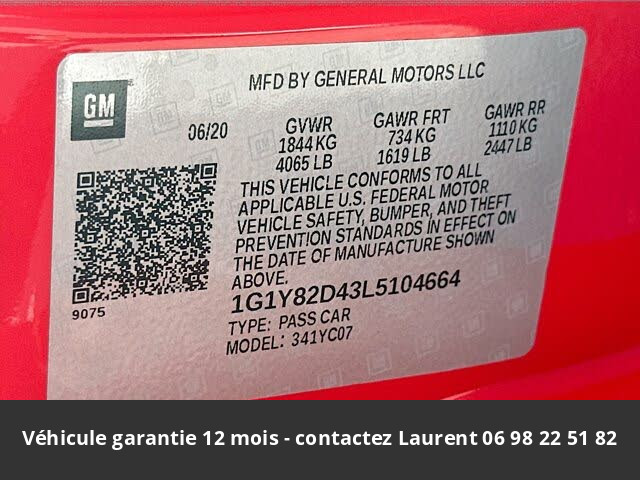 GM
MFD BY GENERAL MOTORS LLC
06/20
GVWR
1844 KG
4065 LB
GAWR FRT
734 KG
1619 LB
GAWR RR
1110 KG
2447 LB
THIS VEHICLE CONFORMS TO ALL
APPLICABLE U.S. FEDERAL MOTOR
VEHICLE SAFETY, BUMPER, AND THEFT
PREVENTION STANDARDS IN EFFECT ON
THE DATE OF MANUFACTURE SHOWN
ABOVE.
9075
1G1Y82D43L5104664
TYPE: PASS CAR
MODEL: 341YC07
Véhicule garantie 12 mois - contactez Laurent 06 98 22 51 82